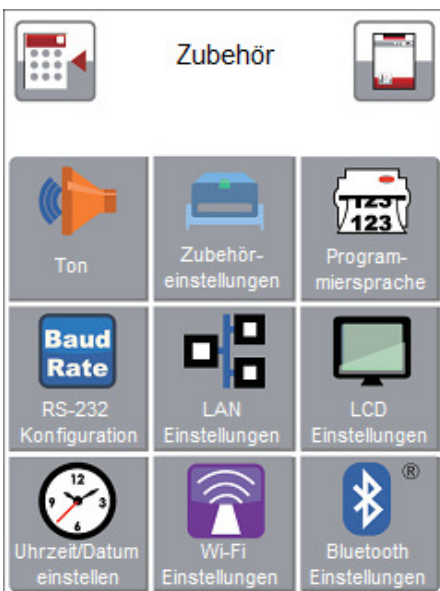 Zubehör
123
123
Ton
Zubehör-
einstellungen
Program-
miersprache
Baud
Rate
RS-232
Konfiguration
LAN
Einstellungen
LCD
Einstellungen
12
9
3
6
Uhrzeit/Datum
einstellen
Wi-Fi
Einstellungen
®
Bluetooth
Einstellungen